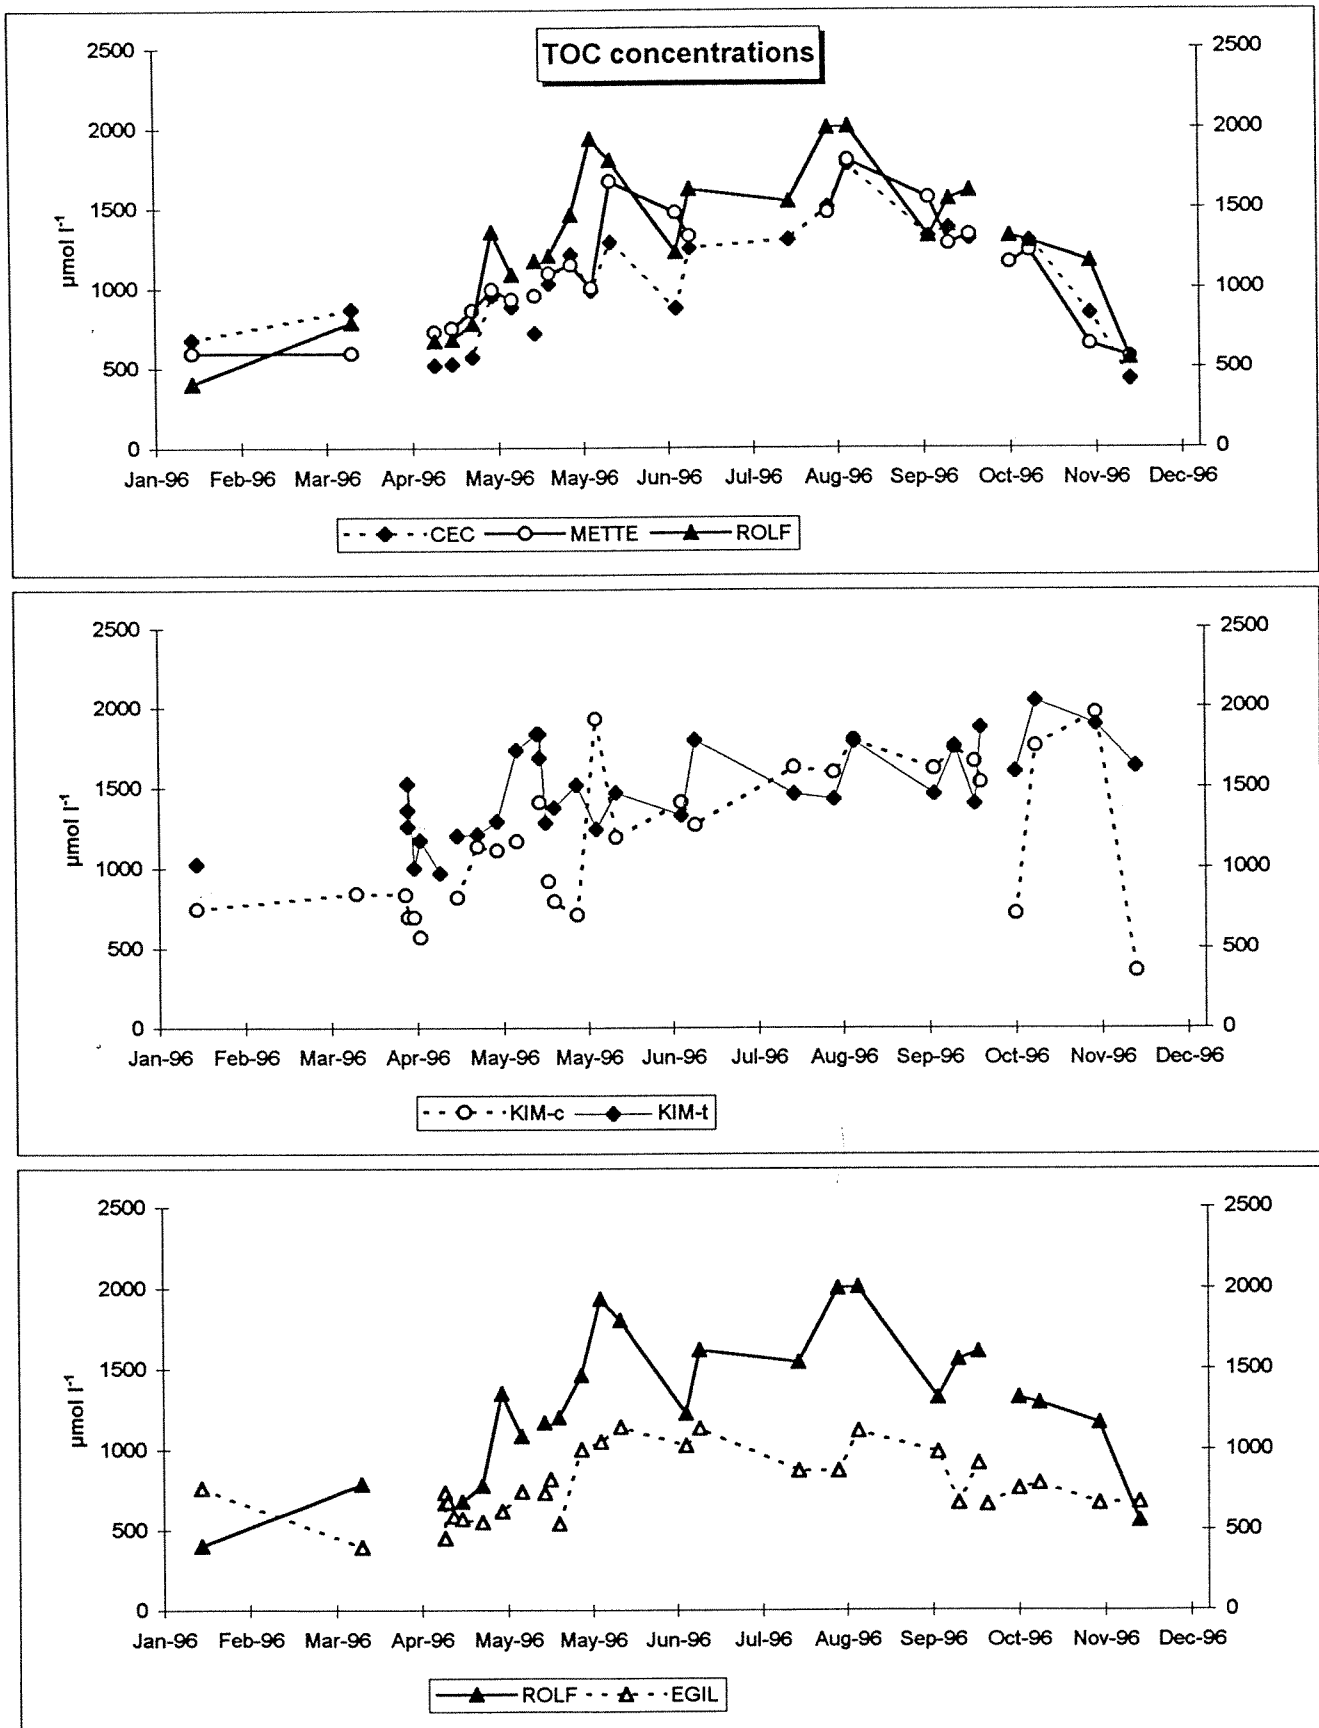 TOC concentrations
2500 2500
2000 2000
1500 1500
1000 1000
500 500
0 0
µmol l-1
Jan-96 Feb-96 Mar-96 Apr-96 May-96 May-96 Jun-96 Jul-96 Aug-96 Sep-96 Oct-96 Nov-96 Dec-96
CEC METTE ROLF
2500 2500
2000 2000
1500 1500
1000 1000
500 500
0 0
µmol l-1
Jan-96 Feb-96 Mar-96 Apr-96 May-96 May-96 Jun-96 Jul-96 Aug-96 Sep-96 Oct-96 Nov-96 Dec-96
KIM-c KIM-t
2500 2500
2000 2000
1500 1500
1000 1000
500 500
0 0
µmol l-1
Jan-96 Feb-96 Mar-96 Apr-96 May-96 May-96 Jun-96 Jul-96 Aug-96 Sep-96 Oct-96 Nov-96 Dec-96
ROLF EGIL